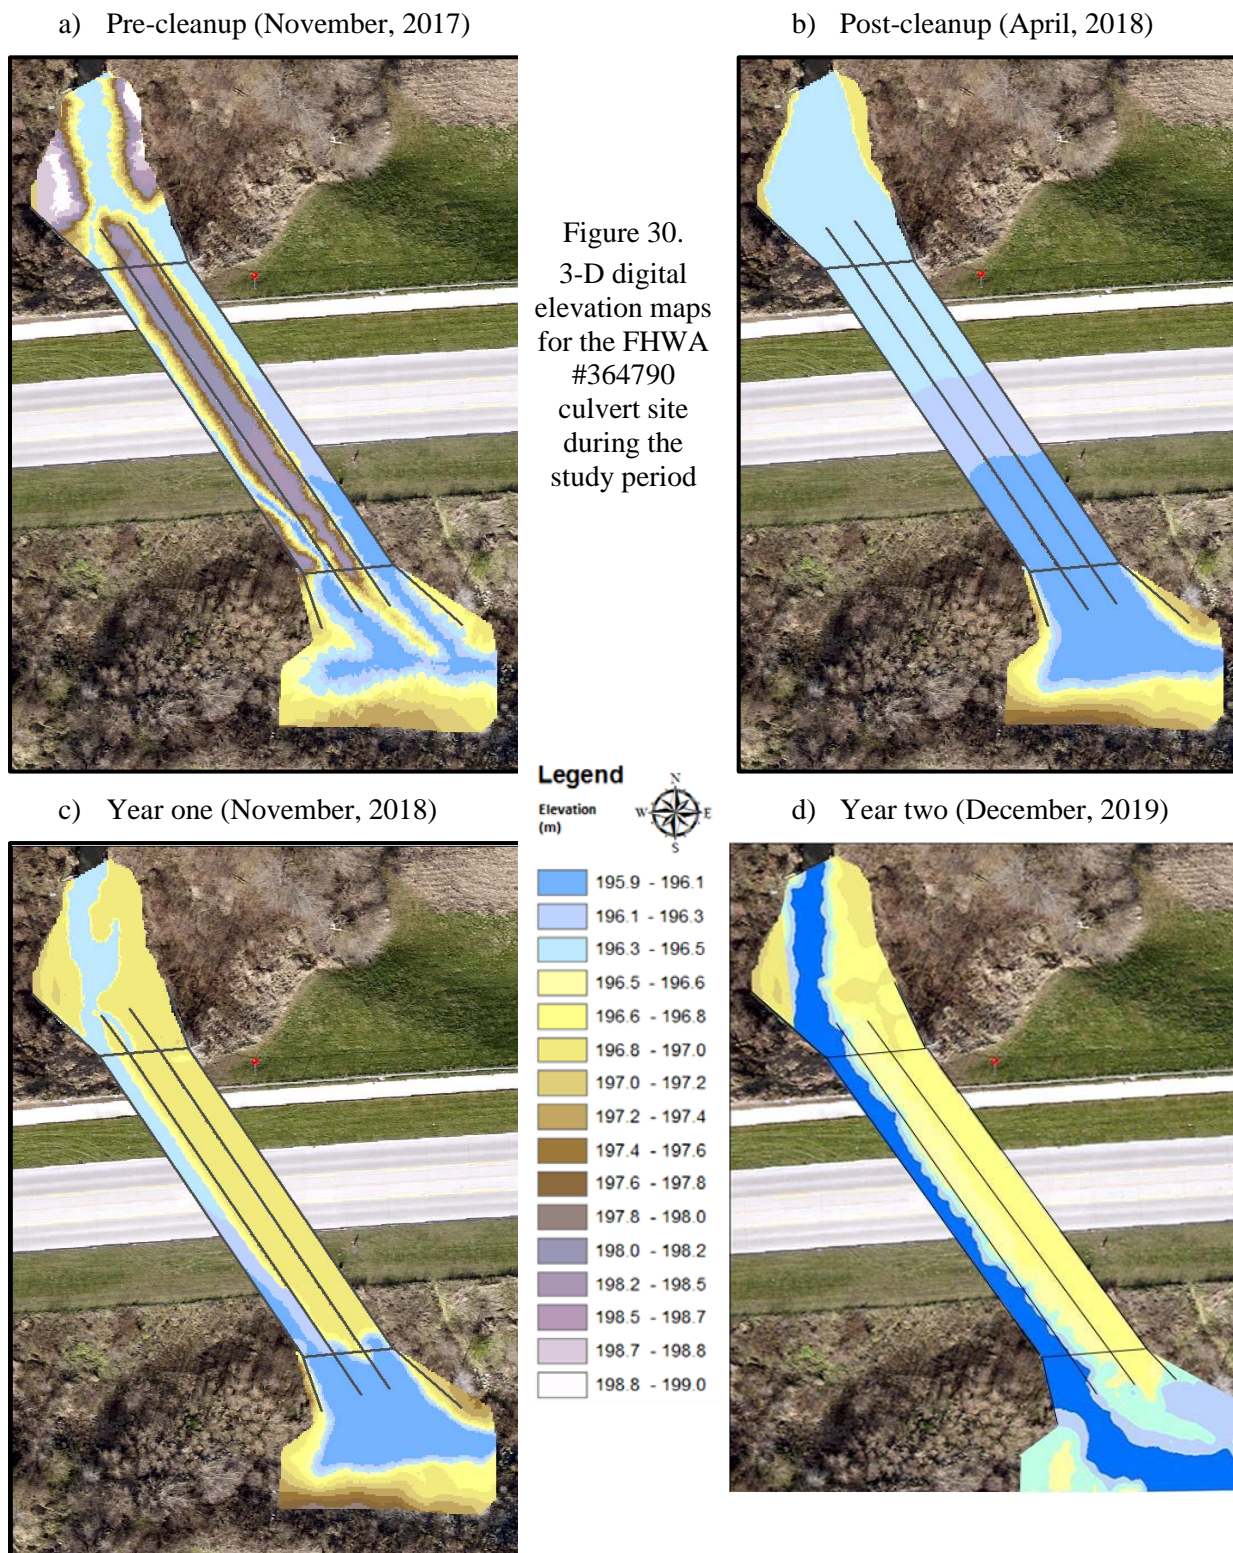 a) Pre-cleanup (November, 2017)
b) Post-cleanup (April, 2018)
Figure 30.
3-D digital
elevation maps
for the FHWA
#364790
culvert site
during the
study period
c) Year one (November, 2018)
d) Year two (December, 2019)
Legend
Elevation
(m)
N
W
E
S
195.9 - 196.1
196.1 - 196.3
196.3 - 196.5
196.5 - 196.6
196.6 - 196.8
196.8 - 197.0
197.0 - 197.2
197.2 - 197.4
197.4 - 197.6
197.6 - 197.8
197.8 - 198.0
198.0 - 198.2
198.2 - 198.5
198.5 - 198.7
198.7 - 198.8
198.8 - 199.0